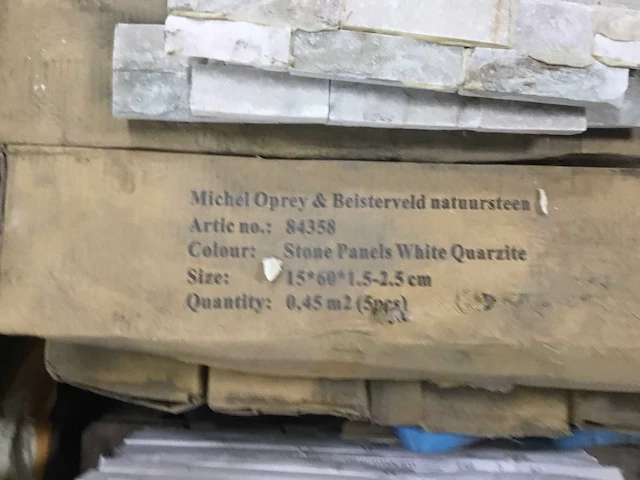 Michel Oprey & Beisterveld natuursteen
Artic no.: 84358
Colour: Stone Panels White Quarzite
Size: 15*60*1.5-2.5 cm
Quantity: 0,45 m2 (5pcs)